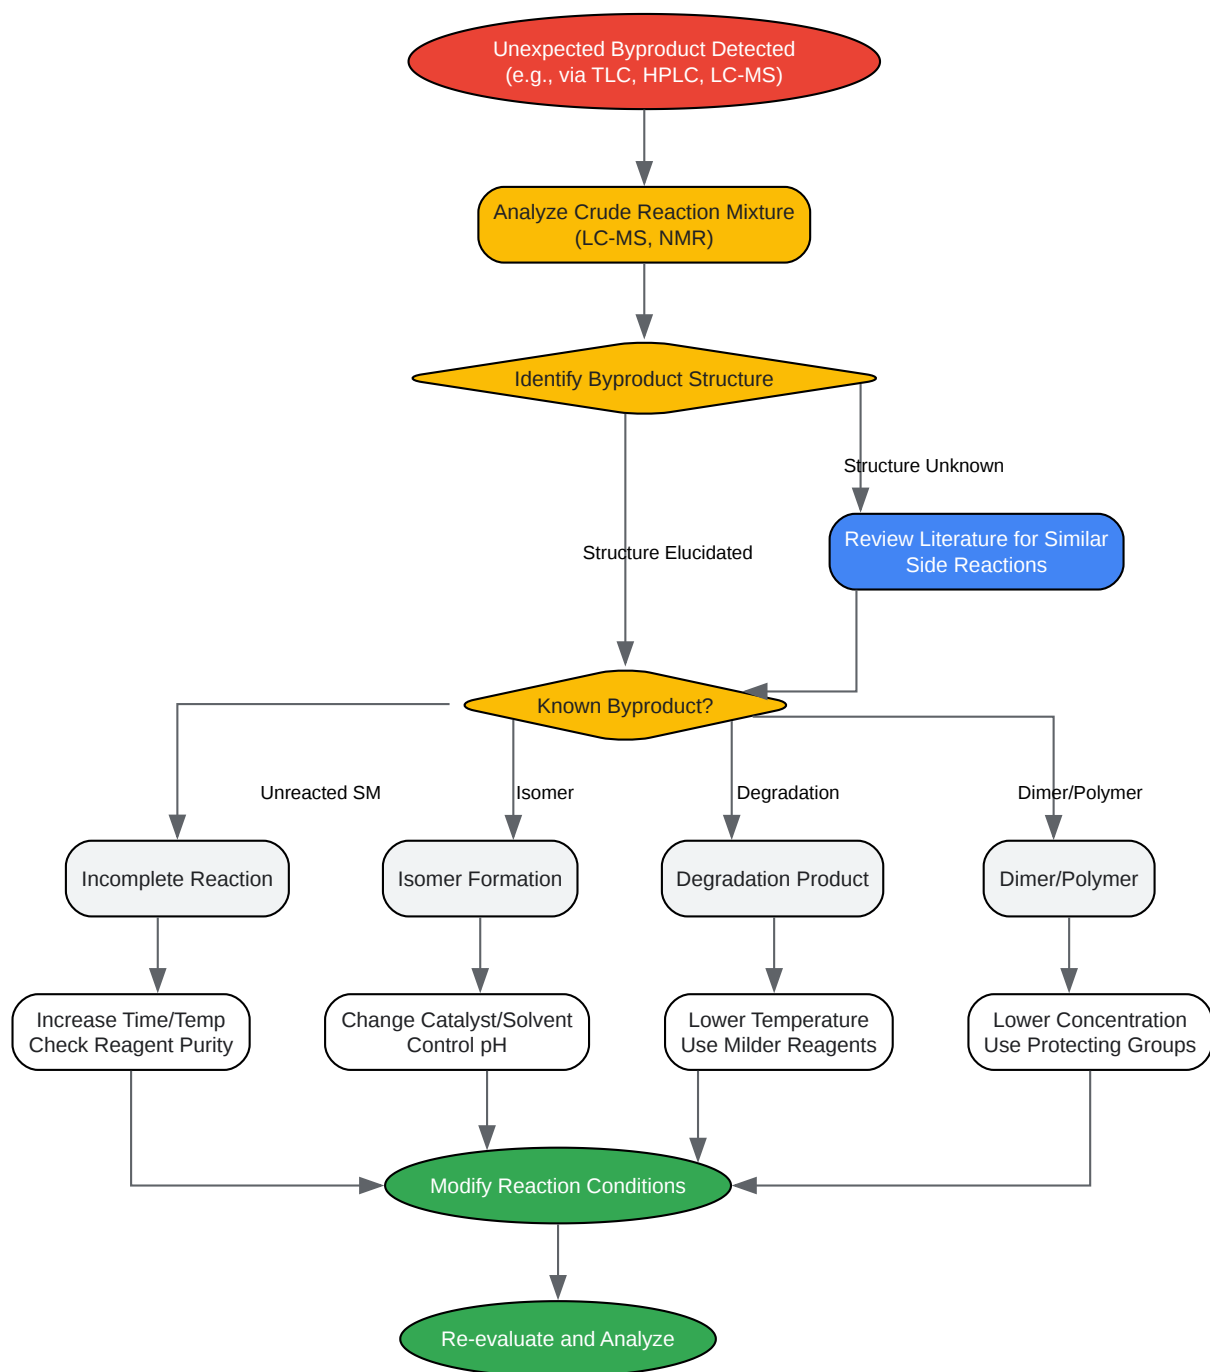 Unexpected Byproduct Detected
(e.g., via TLC, HPLC, LC-MS)
Analyze Crude Reaction Mixture
(LC-MS, NMR)
Identify Byproduct Structure
Structure Unknown
Structure Elucidated
Review Literature for Similar
Side Reactions
Known Byproduct?
Unreacted SM
Isomer
Degradation
Dimer/Polymer
Incomplete Reaction
Isomer Formation
Degradation Product
Dimer/Polymer
Increase Time/Temp
Check Reagent Purity
Change Catalyst/Solvent
Control pH
Lower Temperature
Use Milder Reagents
Lower Concentration
Use Protecting Groups
Modify Reaction Conditions
Re-evaluate and Analyze